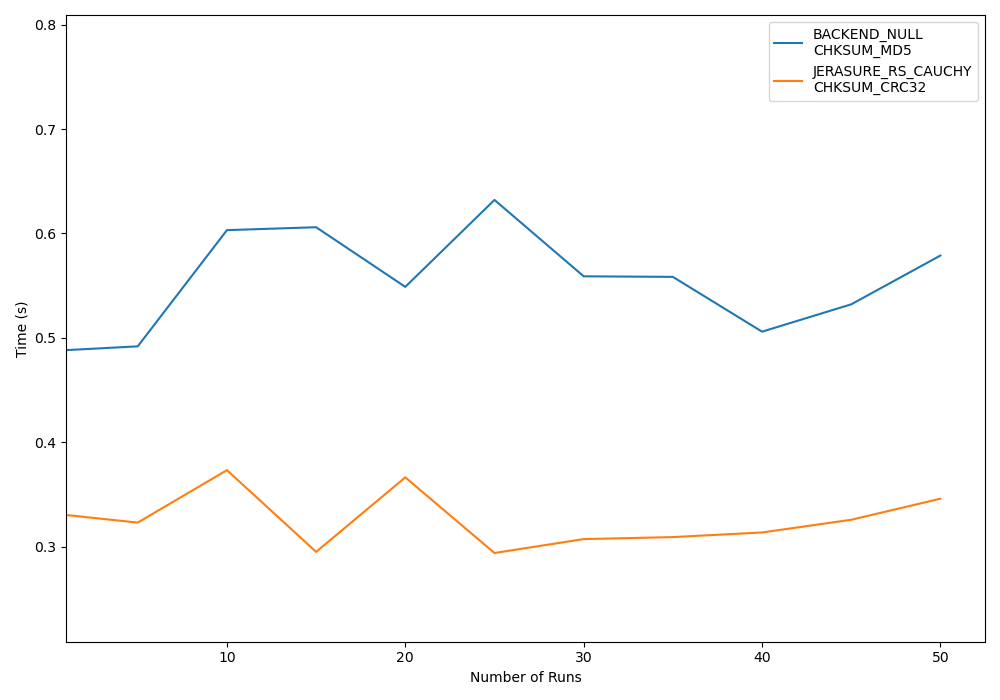 BACKEND_NULL
CHKSUM_MD5
JERASURE_RS_CAUCHY
CHKSUM_CRC32
0.8
0.7
0.6
0.5
0.4
0.3
Time (s)
10 20 30 40 50
Number of Runs